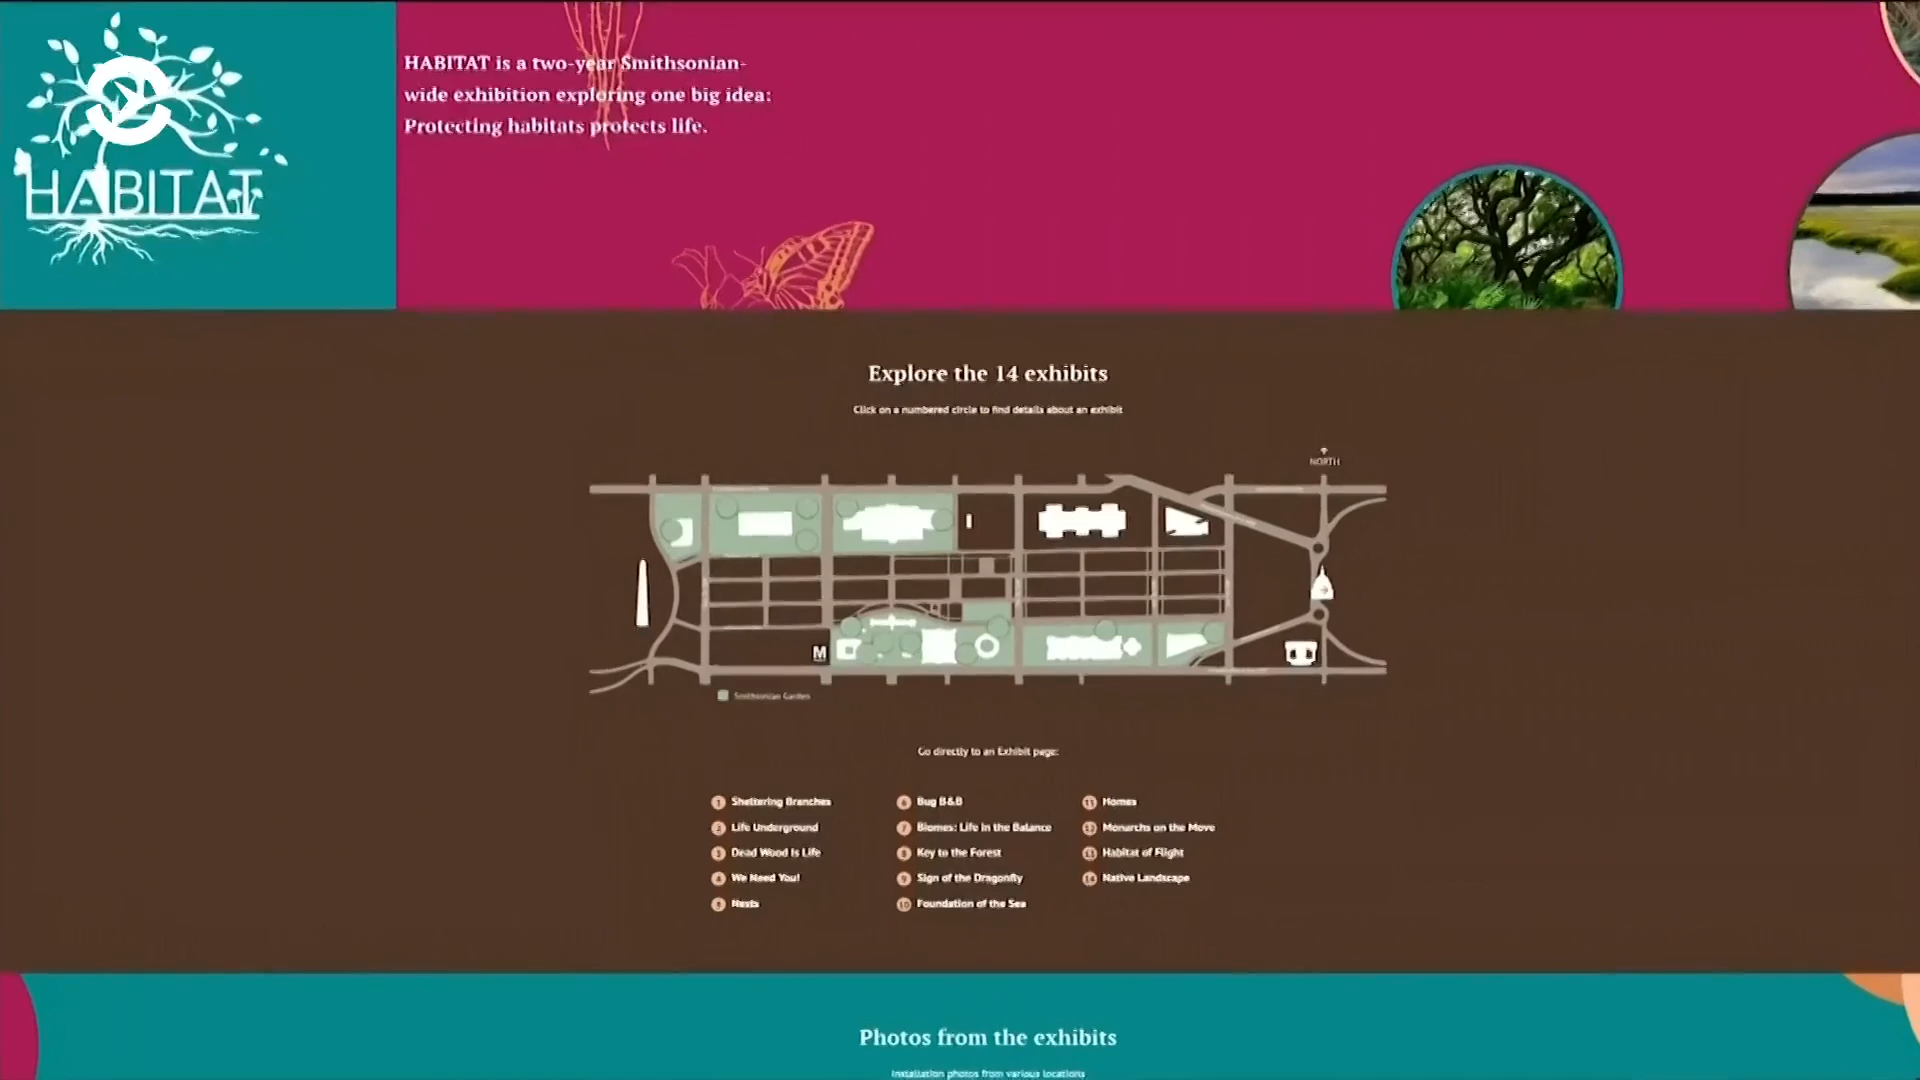 HABITAT
HABITAT is a two-year Smithsonian-
wide exhibition exploring one big idea:
Protecting habitats protects life.
Explore the 14 exhibits
Click on a numbered circle to find details about an exhibit
NORTH
M
Smithsonian Garden
Go directly to an Exhibit page:
1 Sheltering Branches
2 Life Underground
3 Dead Wood Is Life
4 We Need You!
5 Nests
6 Bug B&B
7 Biomes: Life in the Balance
8 Key to the Forest
9 Sign of the Dragonfly
10 Foundation of the Sea
11 Homes
12 Monarchs on the Move
13 Habitat of Flight
14 Native Landscape
Photos from the exhibits
Installation photos from various locations